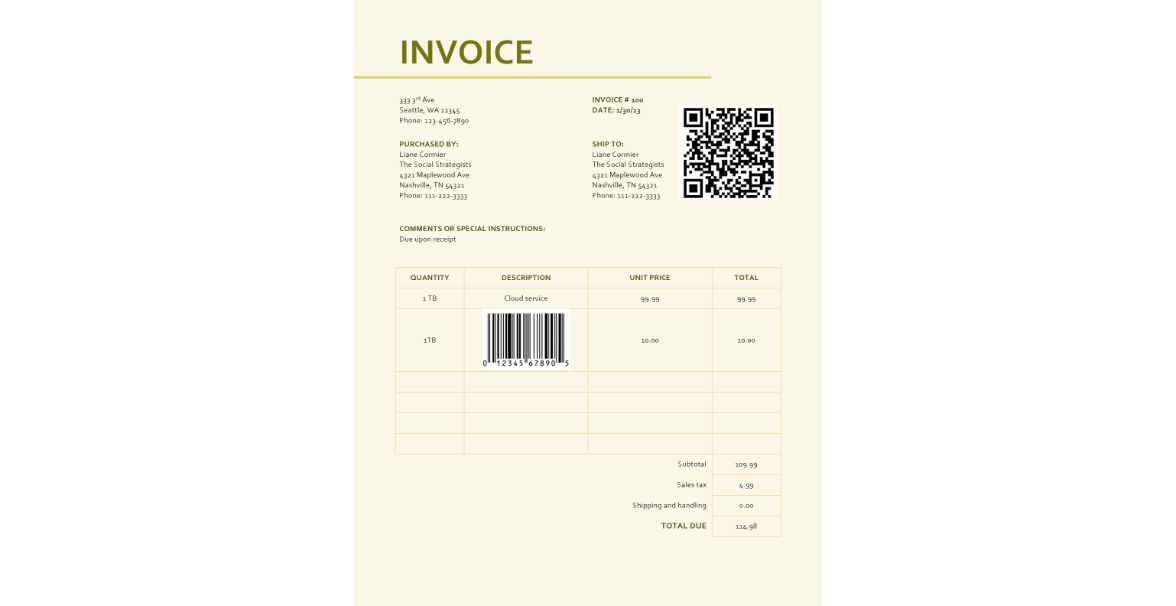 INVOICE
333 3rd Ave
Seattle, WA 12345
Phone: 123-456-7890
INVOICE # 100
DATE: 1/30/23
PURCHASED BY:
Liane Cormier
The Social Strategists
4321 Maplewood Ave
Nashville, TN 54321
Phone: 111-222-3333
SHIP TO:
Liane Cormier
The Social Strategists
4321 Maplewood Ave
Nashville, TN 54321
Phone: 111-222-3333
COMMENTS OR SPECIAL INSTRUCTIONS:
Due upon receipt
QUANTITY DESCRIPTION UNIT PRICE TOTAL
1 TB Cloud service 99.99 99.99
1TB 10.00 10.00
0 12345 67890 5
Subtotal 109.99
Sales tax 4.99
Shipping and handling 0.00
TOTAL DUE 114.98